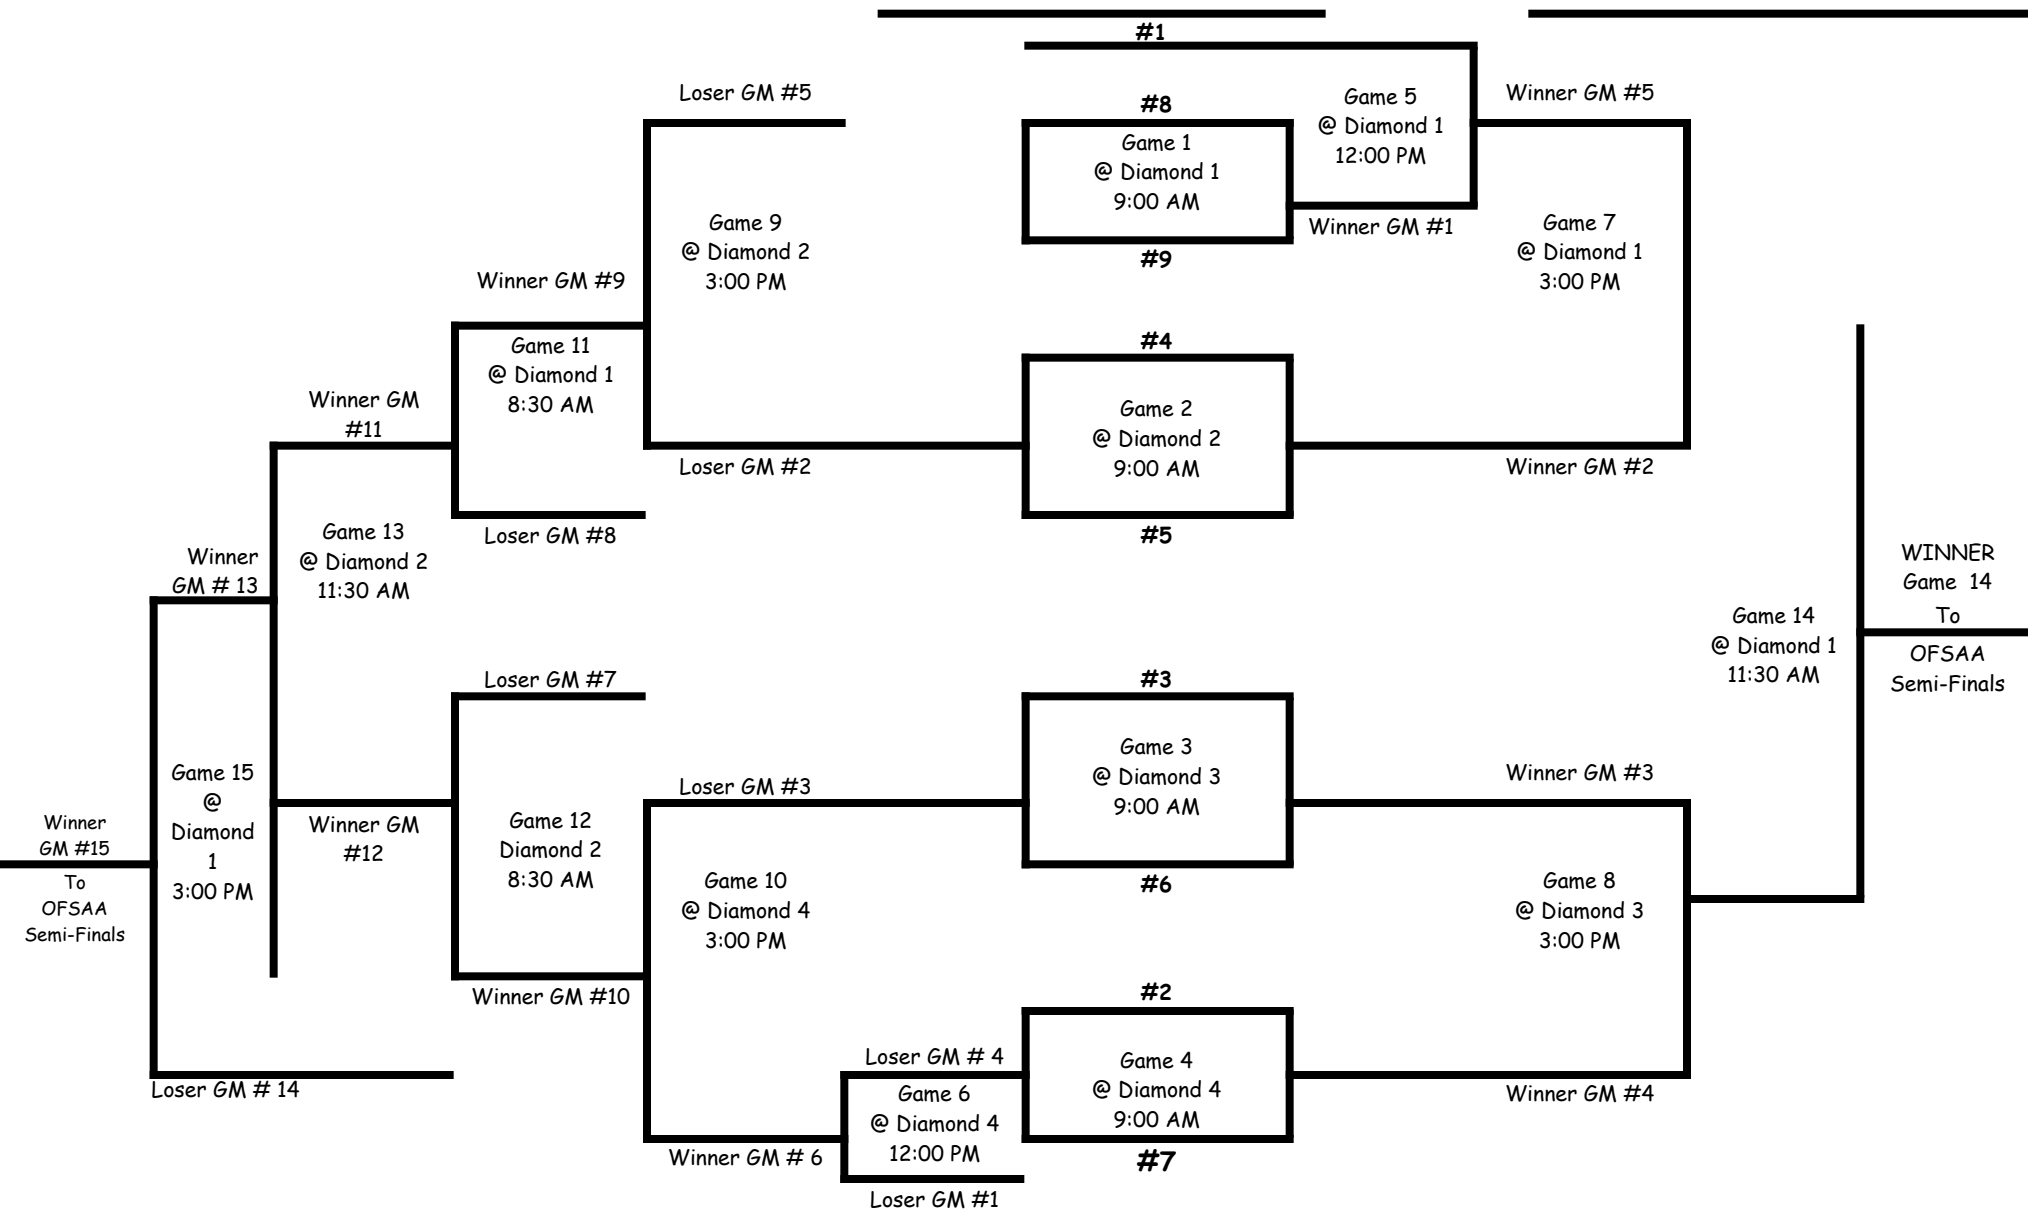 #1
Loser GM #5
#8
Game 5
@ Diamond 1
12:00 PM
Winner GM #5
Game 1
@ Diamond 1
9:00 AM
Winner GM #1
#9
Game 9
@ Diamond 2
3:00 PM
Game 7
@ Diamond 1
3:00 PM
Winner GM #9
#4
Game 11
@ Diamond 1
8:30 AM
Winner GM
#11
Game 2
@ Diamond 2
9:00 AM
Loser GM #2
Winner GM #2
Loser GM #8
#5
Game 13
@ Diamond 2
11:30 AM
Winner
GM # 13
WINNER
Game 14
To
OFSAA
Semi-Finals
Game 14
@ Diamond 1
11:30 AM
Loser GM #7
#3
Game 15
@
Diamond
1
3:00 PM
Loser GM #3
Game 3
@ Diamond 3
9:00 AM
Winner GM #3
Winner
GM #15
To
OFSAA
Semi-Finals
Winner GM
#12
Game 12
Diamond 2
8:30 AM
Game 10
@ Diamond 4
3:00 PM
#6
Game 8
@ Diamond 3
3:00 PM
Winner GM #10
#2
Loser GM # 4
Game 4
@ Diamond 4
9:00 AM
Loser GM # 14
Game 6
@ Diamond 4
12:00 PM
Winner GM #4
Winner GM # 6
#7
Loser GM #1